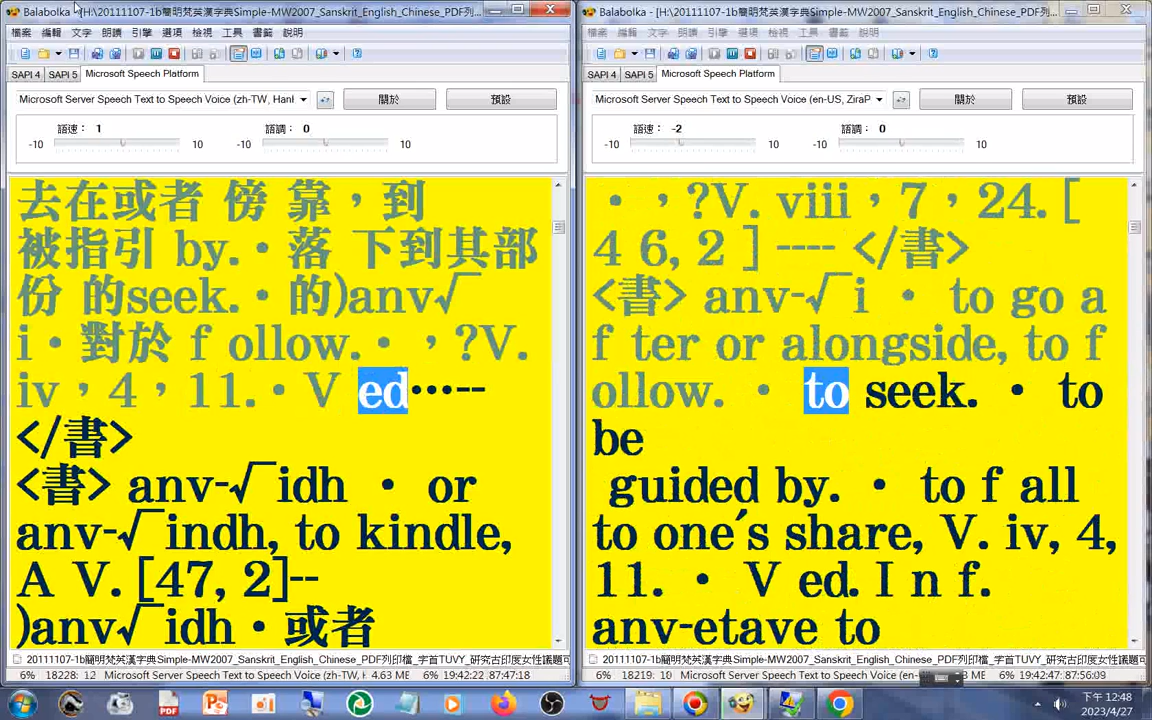 Balabolka - [H:\20111107-1b簡明梵英漢字典Simple-MW2007_Sanskrit_English_Chinese_PDF列...
檔案 編輯 文字 朗讀 引擎 選項 檢視 工具 書籤 說明
SAPI 4 SAPI 5 Microsoft Speech Platform
Microsoft Server Speech Text to Speech Voice (zh-TW, Hanl
關於
預設
語速： 1
語調： 0
-10 10 -10 10
去在或者 傍 靠，到
被指引 by.・落 下到其部
份 的seek.・的)anv√
i・對於 f ollow.・，?V.
iv，4，11.・V ed…--
</書>
<書> anv-√idh ・ or
anv-√indh, to kindle,
A V. [47, 2]--
)anv√idh・或者
20111107-1b簡明梵英漢字典Simple-MW2007_Sanskrit_English_Chinese_PDF列印檔_字首TUVY_研究古印度女性議題可
6% 18228: 12 Microsoft Server Speech Text to Speech Voice (zh-TW, H 4.63 ME 6% 19:42:22 87:47:18
Balabolka - [H:\20111107-1b簡明梵英漢字典Simple-MW2007_Sanskrit_English_Chinese_PDF列印...
檔案 編輯 文字 朗讀 引擎 選項 檢視 工具 書籤 說明
SAPI 4 SAPI 5 Microsoft Speech Platform
Microsoft Server Speech Text to Speech Voice (en-US, ZiraP
關於
預設
語速： -2
語調： 0
-10 10 -10 10
・，?V. viii，7，24. [
4 6, 2 ] ---- </書>
<書> anv-√i ・ to go a
f ter or alongside, to f
ollow. ・ to seek. ・ to
be
guided by. ・ to f all
to one's share, V. iv, 4,
11. ・ V ed. I n f.
anv-etave to
20111107-1b簡明梵英漢字典Simple-MW2007_Sanskrit_English_Chinese_PDF列印檔_字首TUVY_研究古印度女性議題可
6% 18219: 10 Microsoft Server Speech Text to Speech Voice (en-US 6% 19:42:47 87:56:09
PDF
下午 12:48
2023/4/27